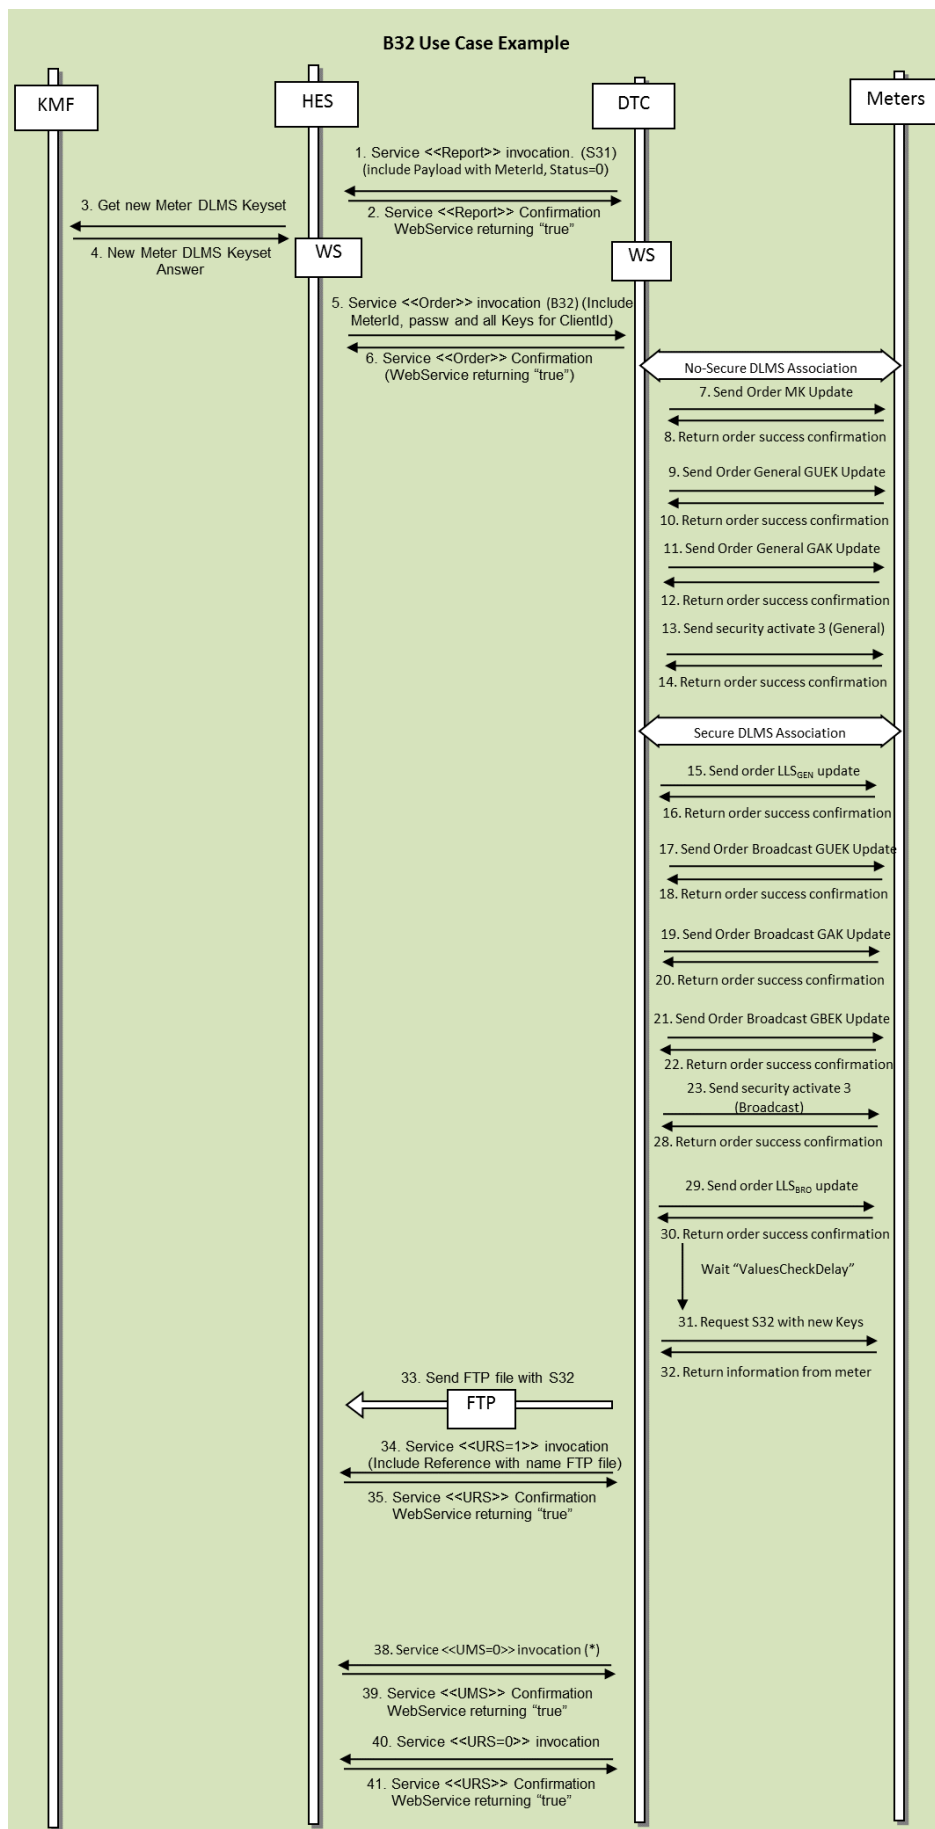 B32 Use Case Example
KMF
HES
DTC
Meters
1. Service <<Report>> invocation. (S31)
(include Payload with MeterId, Status=0)
3. Get new Meter DLMS Keyset
2. Service <<Report>> Confirmation
WebService returning “true”
4. New Meter DLMS Keyset
Answer
WS
WS
5. Service <<Order>> invocation (B32) (Include
MeterId, passw and all Keys for ClientId)
6. Service <<Order>> Confirmation
(WebService returning “true”)
No-Secure DLMS Association
7. Send Order MK Update
8. Return order success confirmation
9. Send Order General GUEK Update
10. Return order success confirmation
11. Send Order General GAK Update
12. Return order success confirmation
13. Send security activate 3 (General)
14. Return order success confirmation
Secure DLMS Association
15. Send order LLSGEN update
16. Return order success confirmation
17. Send Order Broadcast GUEK Update
18. Return order success confirmation
19. Send Order Broadcast GAK Update
20. Return order success confirmation
21. Send Order Broadcast GBEK Update
22. Return order success confirmation
23. Send security activate 3
(Broadcast)
28. Return order success confirmation
29. Send order LLSBRO update
30. Return order success confirmation
Wait “ValuesCheckDelay”
31. Request S32 with new Keys
32. Return information from meter
33. Send FTP file with S32
FTP
34. Service <<URS=1>> invocation
(Include Reference with name FTP file)
35. Service <<URS>> Confirmation
WebService returning “true”
38. Service <<UMS=0>> invocation (*)
39. Service <<UMS>> Confirmation
WebService returning “true”
40. Service <<URS=0>> invocation
41. Service <<URS>> Confirmation
WebService returning “true”